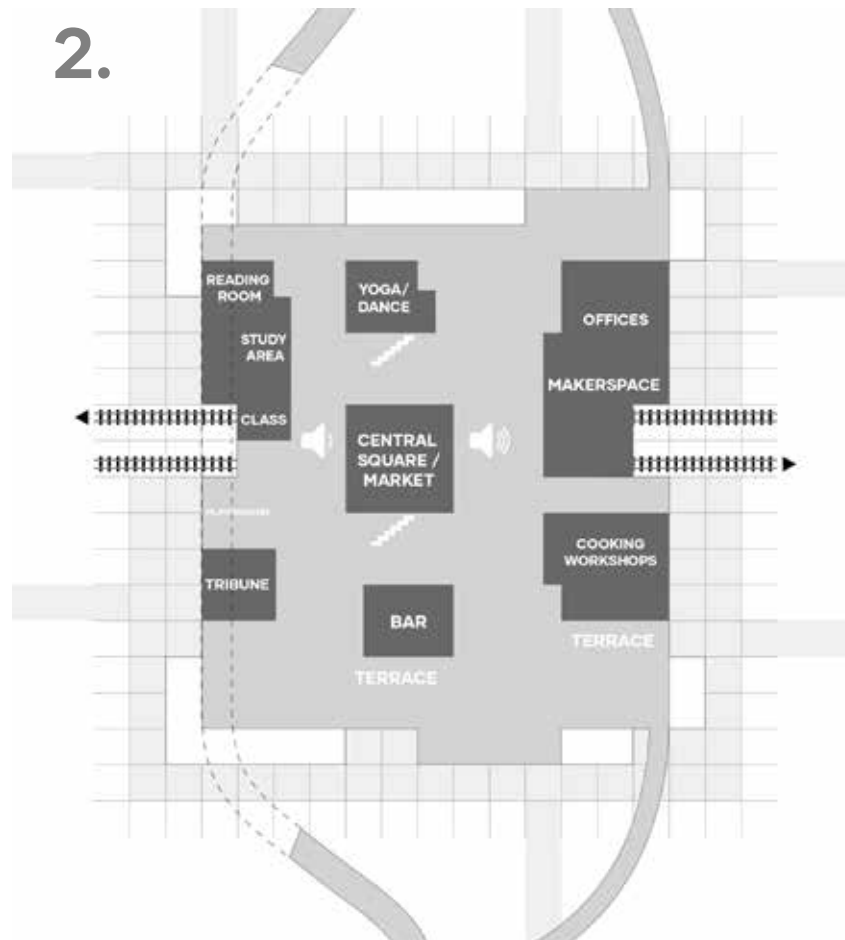 2.
READING
ROOM
YOGA/
DANCE
OFFICES
STUDY
AREA
MAKERSPACE
CLASS
CENTRAL
SQUARE /
MARKET
COOKING
WORKSHOPS
TRIBUNE
BAR
TERRACE
TERRACE